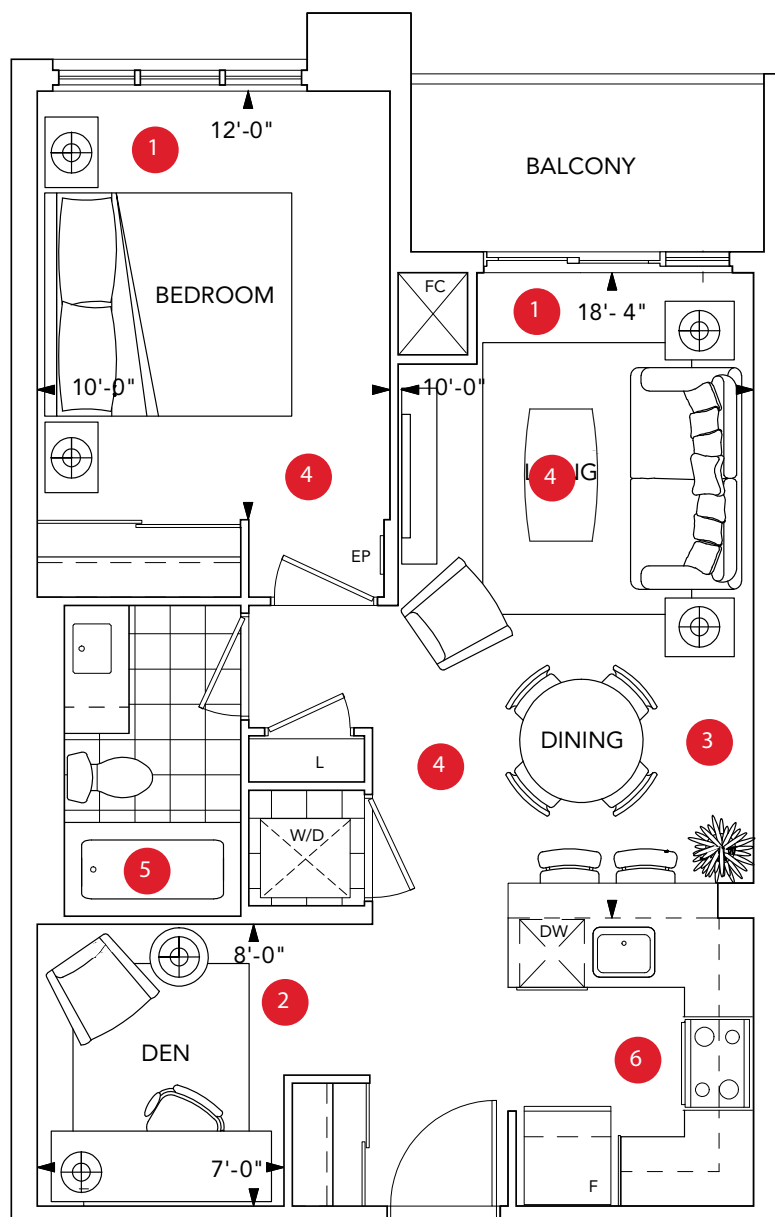 12'-0"
1
BALCONY
BEDROOM
FC
1
18'- 4"
10'-0"
10'-0"
4
4
EP
DINING
3
4
L
W/D
5
DW
8'-0"
2
DEN
6
7'-0"
F